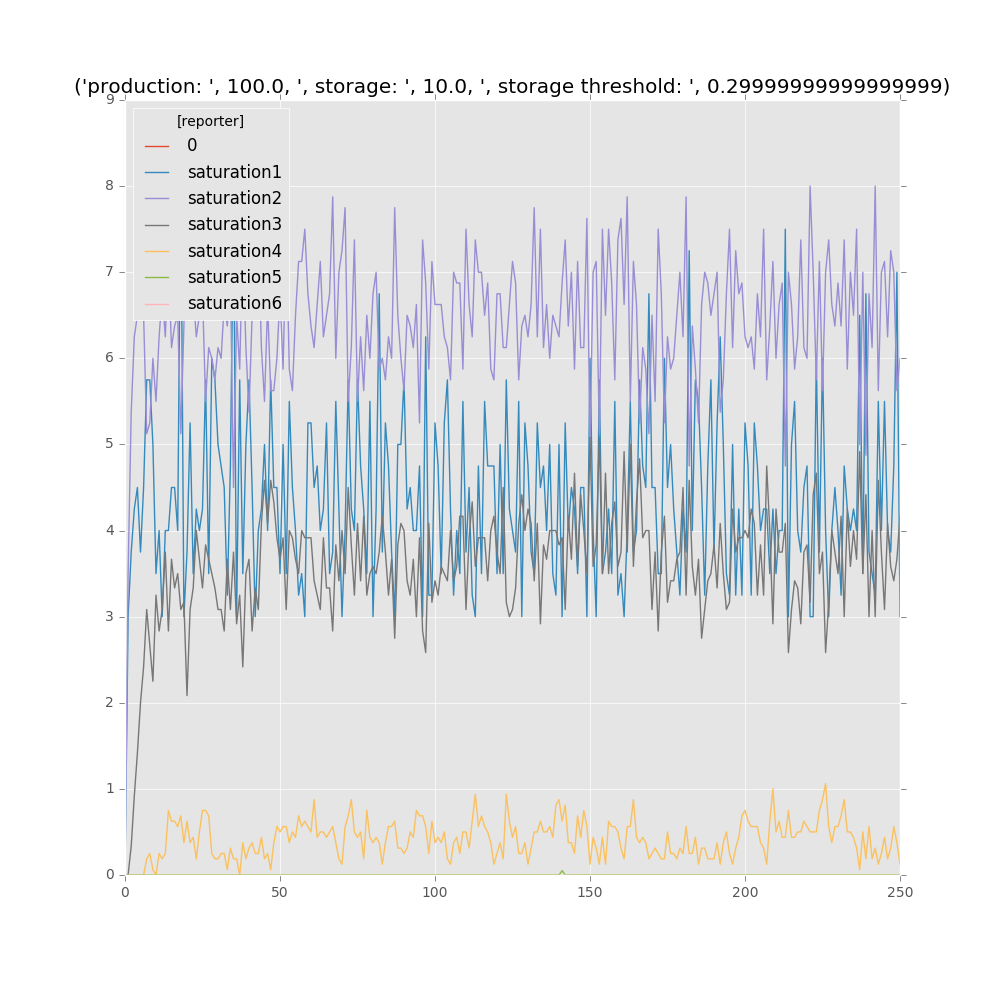 ('production: ', 100.0, ', storage: ', 10.0, ', storage threshold: ', 0.29999999999999999)
9
8
7
6
5
4
3
2
1
0
[reporter]
0
saturation1
saturation2
saturation3
saturation4
saturation5
saturation6
0 50 100 150 200 250